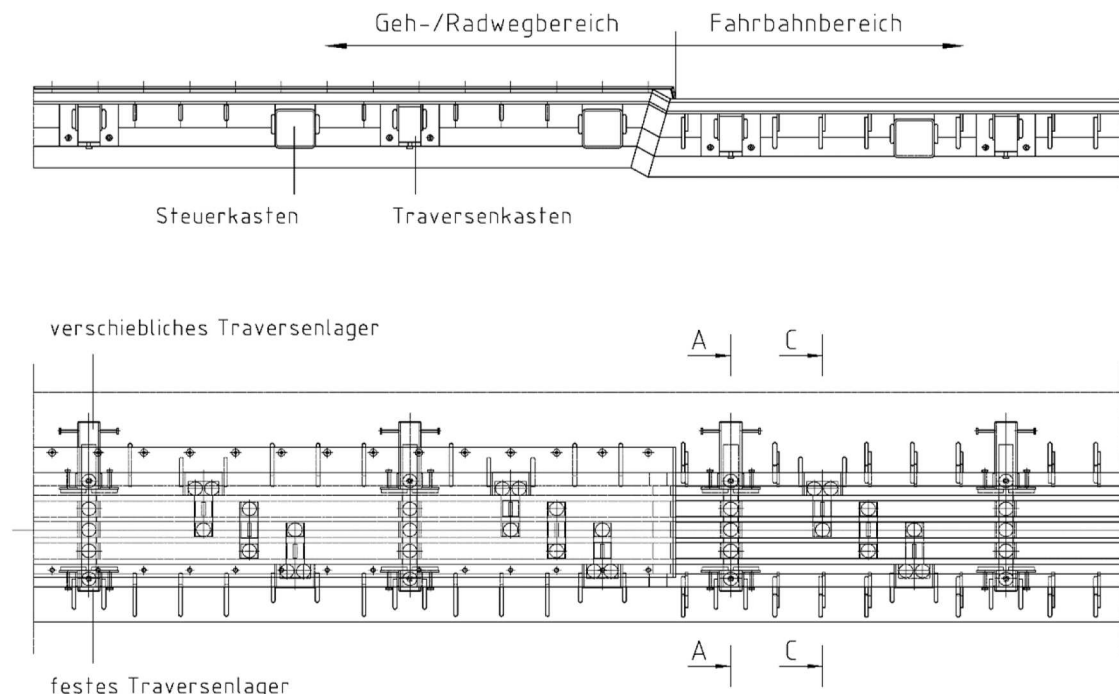 Geh-/Radwegbereich Fahrbahnbereich
Steuerkasten Traversenkasten
verschiebliches Traversenlager
A C
A C
festes Traversenlager